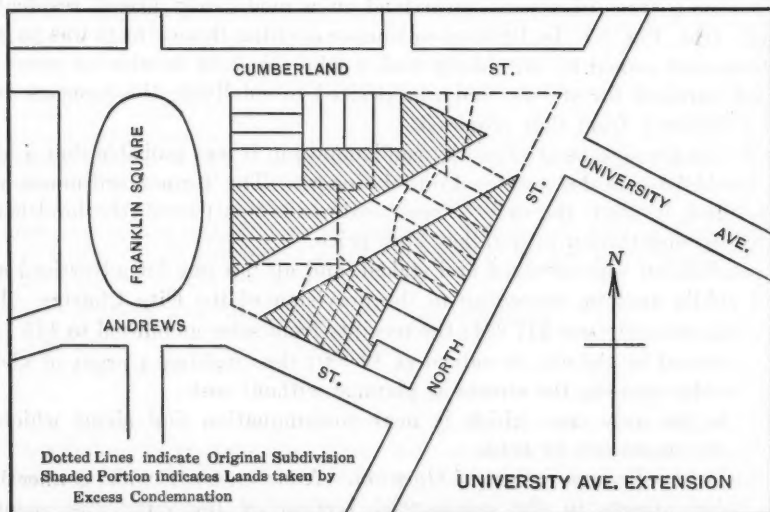 CUMBERLAND ST.
FRANKLIN SQUARE
UNIVERSITY AVE.
N
ANDREWS ST.
NORTH ST.
Dotted Lines indicate Original Subdivision
Shaded Portion indicates Lands taken by
Excess Condemnation
UNIVERSITY AVE. EXTENSION